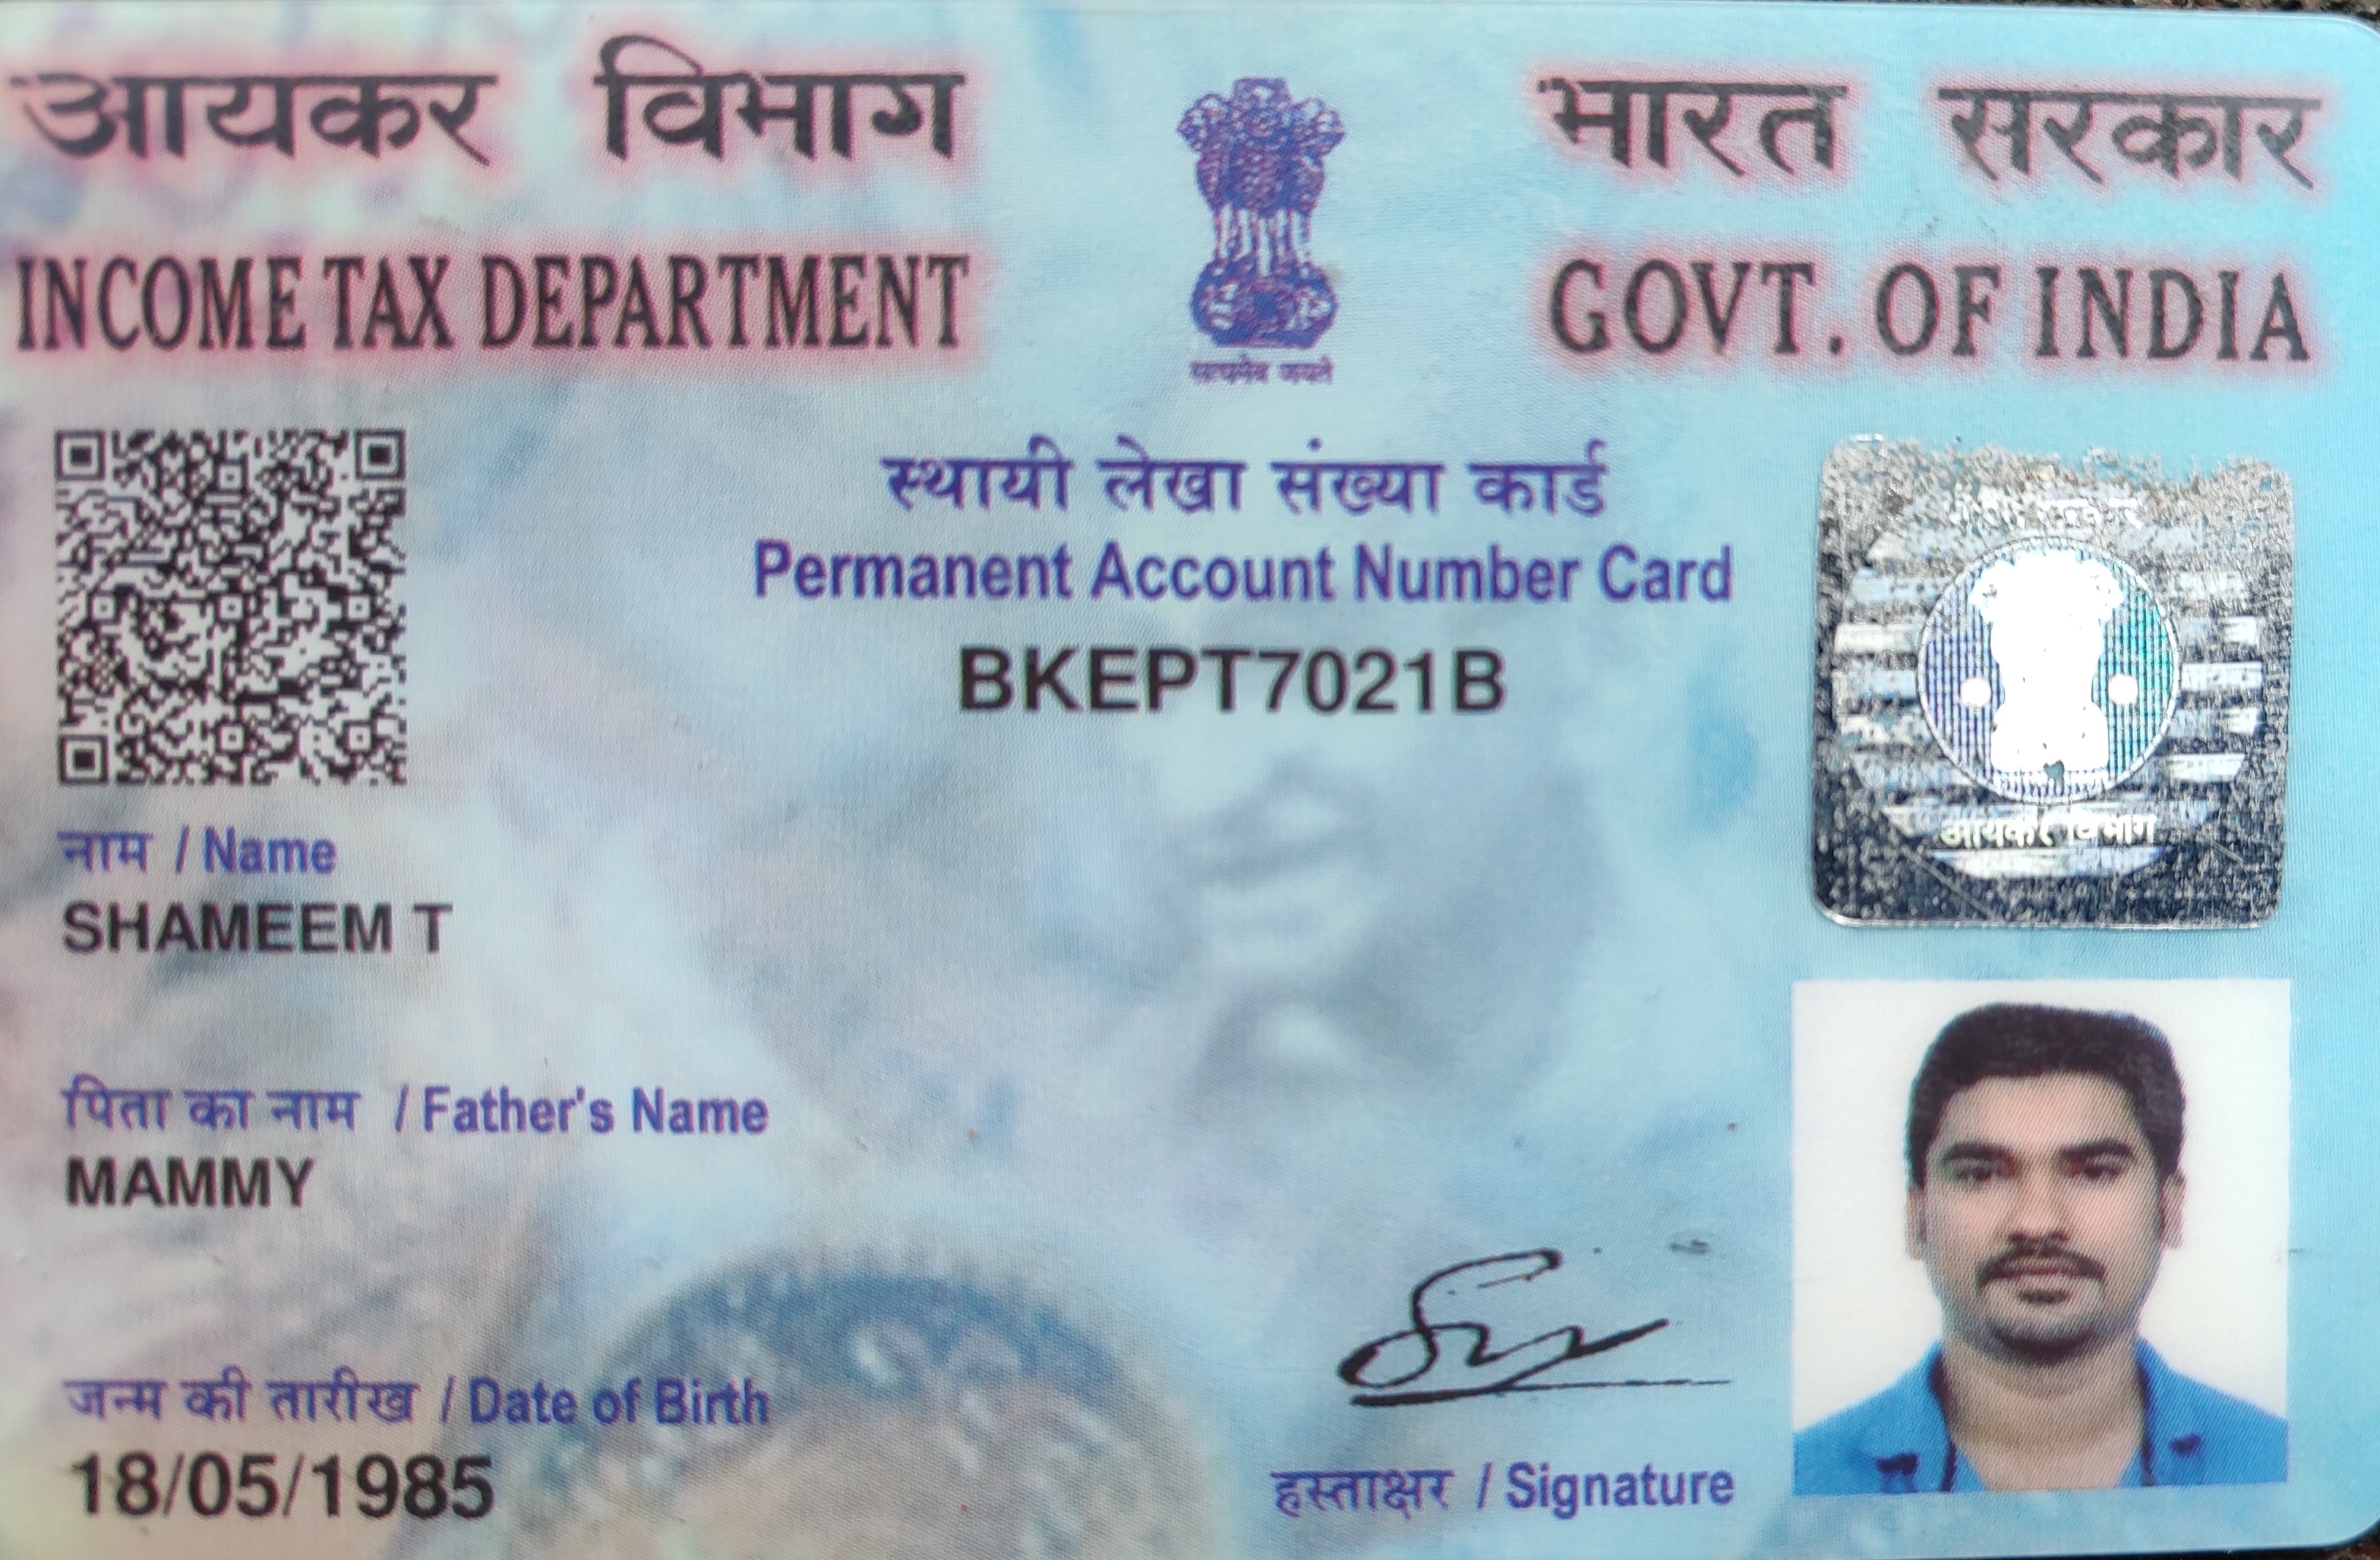 आयकर विभाग
INCOME TAX DEPARTMENT
सत्यमेव जयते
भारत सरकार
GOVT. OF INDIA
स्थायी लेखा संख्या कार्ड
Permanent Account Number Card
BKEPT7021B
आयकर विभाग
नाम / Name
SHAMEEM T
पिता का नाम / Father's Name
MAMMY
जन्म की तारीख / Date of Birth
18/05/1985
हस्ताक्षर / Signature